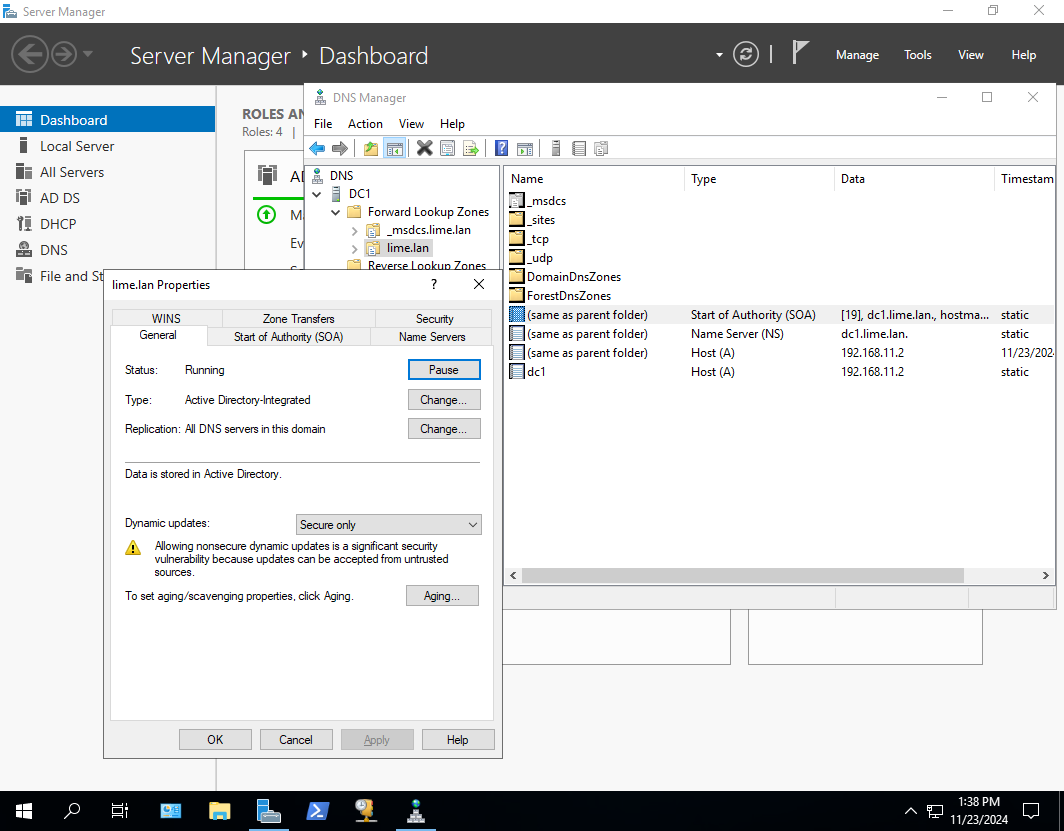 Server Manager
Server Manager • Dashboard
Manage Tools View Help
Dashboard
Local Server
All Servers
AD DS
DHCP
DNS
File and St
ROLES AN
Roles: 4 |
AD
Ma
Ev
DNS Manager
File Action View Help
DNS
DC1
Forward Lookup Zones
_msdcs.lime.lan
lime.lan
Reverse Lookup Zones
Name Type Data Timestam
_msdcs
_sites
_tcp
_udp
DomainDnsZones
ForestDnsZones
(same as parent folder) Start of Authority (SOA) [19], dc1.lime.lan., hostma... static
(same as parent folder) Name Server (NS) dc1.lime.lan. static
(same as parent folder) Host (A) 192.168.11.2 11/23/202
dc1 Host (A) 192.168.11.2 static
lime.lan Properties
WINS Zone Transfers Security
General Start of Authority (SOA) Name Servers
Status: Running Pause
Type: Active Directory-Integrated Change...
Replication: All DNS servers in this domain Change...
Data is stored in Active Directory.
Dynamic updates: Secure only
Allowing nonsecure dynamic updates is a significant security
vulnerability because updates can be accepted from untrusted
sources.
To set aging/scavenging properties, click Aging. Aging...
OK Cancel Apply Help
1:38 PM
11/23/2024